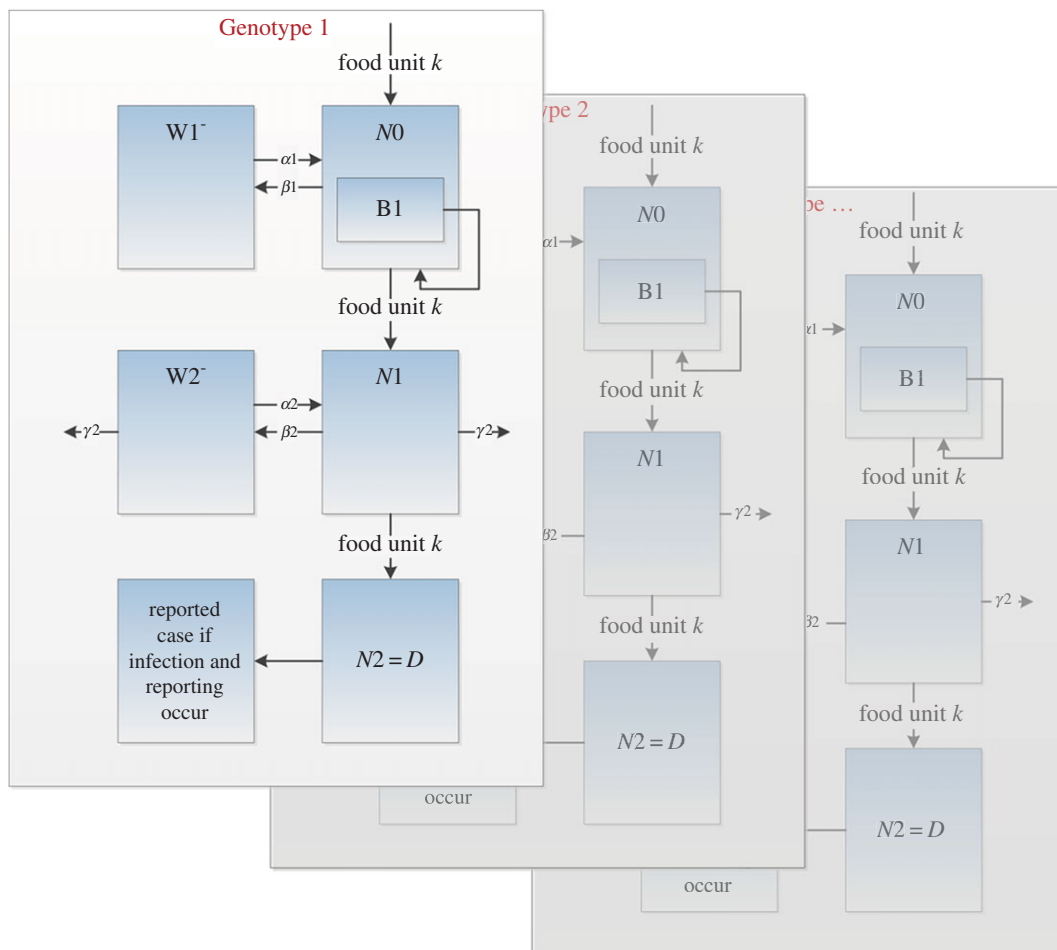 Genotype 1
food unit k
W1⁻
N0
α1
β1
B1
food unit k
W2⁻
N1
α2
β2
γ2
γ2
food unit k
reported
case if
infection and
reporting
occur
N2 = D
ype 2
food unit k
N0
α1
B1
food unit k
N1
γ2
β2
food unit k
N2 = D
occur
pe ...
food unit k
N0
α1
B1
food unit k
N1
γ2
β2
food unit k
N2 = D
occur